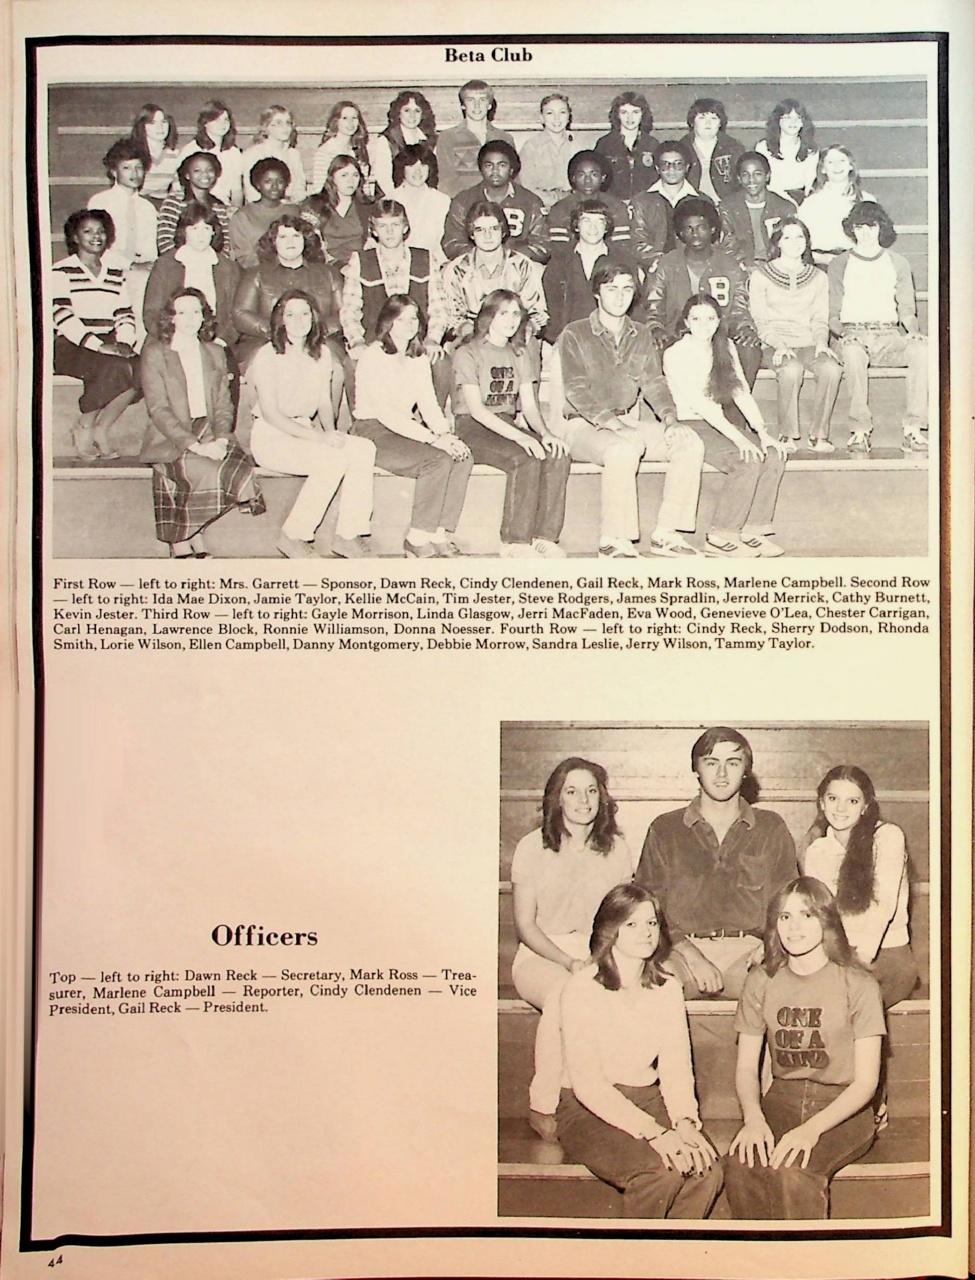 Beta Club
B
B
ONE
OF A
KIND
First Row — left to right: Mrs. Garrett — Sponsor, Dawn Reck, Cindy Clendenen, Gail Reck, Mark Ross, Marlene Campbell. Second Row
— left to right: Ida Mae Dixon, Jamie Taylor, Kellie McCain, Tim Jester, Steve Rodgers, James Spradlin, Jerrold Merrick, Cathy Burnett,
Kevin Jester. Third Row — left to right: Gayle Morrison, Linda Glasgow, Jerri MacFaden, Eva Wood, Genevieve O'Lea, Chester Carrigan,
Carl Henagan, Lawrence Block, Ronnie Williamson, Donna Noesser. Fourth Row — left to right: Cindy Reck, Sherry Dodson, Rhonda
Smith, Lorie Wilson, Ellen Campbell, Danny Montgomery, Debbie Morrow, Sandra Leslie, Jerry Wilson, Tammy Taylor.
Officers
Top — left to right: Dawn Reck — Secretary, Mark Ross — Trea-
surer, Marlene Campbell — Reporter, Cindy Clendenen — Vice
President, Gail Reck — President.
ONE
OF A
KIND
44